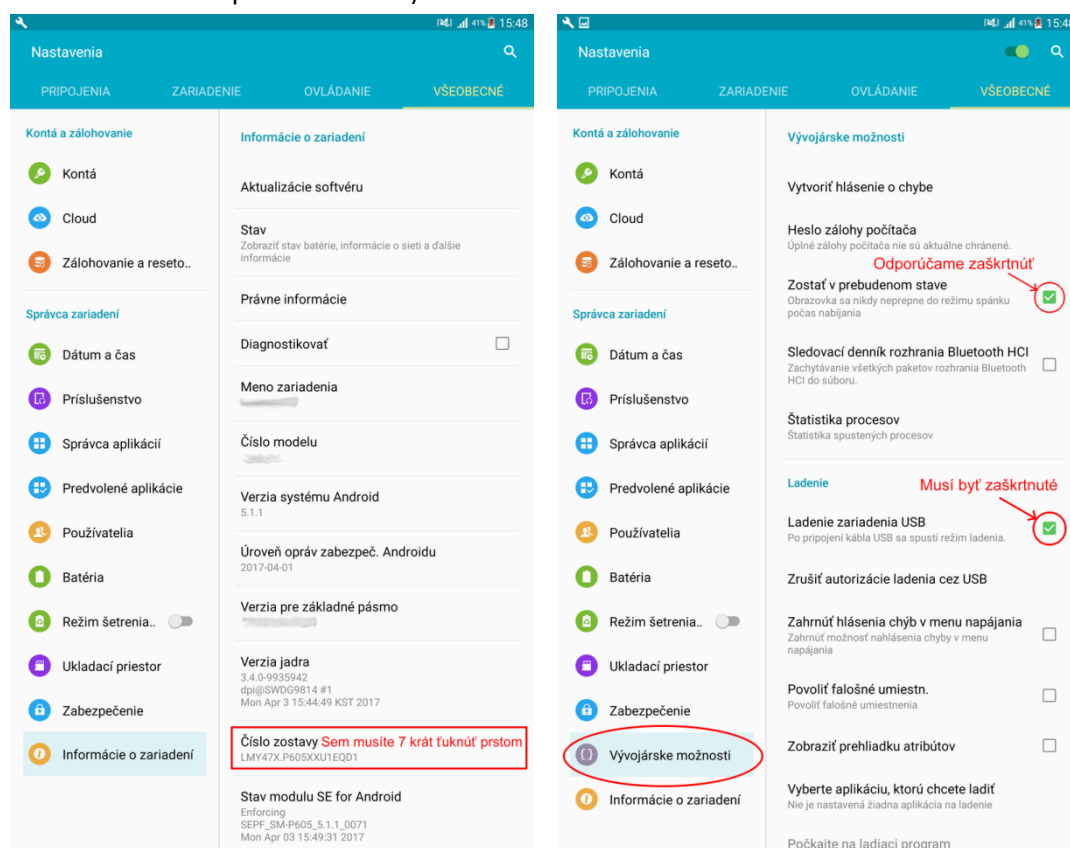 15:48
41%
Nastavenia
PRIPOJENIA ZARIADENIE OVLÁDANIE VŠEOBECNÉ
Kontá a zálohovanie
Kontá
Cloud
Zálohovanie a reseto..
Správca zariadení
Dátum a čas
Príslušenstvo
Správca aplikácií
Predvolené aplikácie
Používatelia
Batéria
Režim šetrenia..
Ukladací priestor
Zabezpečenie
Informácie o zariadení
Informácie o zariadení
Aktualizácie softvéru
Stav
Zobraziť stav batérie, informácie o sieti a ďalšie
informácie
Právne informácie
Diagnostikovať
Meno zariadenia
Číslo modelu
Verzia systému Android
5.1.1
Úroveň opráv zabezpeč. Androidu
2017-04-01
Verzia pre základné pásmo
Verzia jadra
3.4.0-9935942
dpi@SWDG9814 #1
Mon Apr 3 15:44:49 KST 2017
Číslo zostavy Sem musíte 7 krát ťuknúť prstom
LMY47X.P605XXU1EQD1
Stav modulu SE for Android
Enforcing
SEPF_SM-P605_5.1.1_0071
Mon Apr 03 15:49:31 2017
41%
Nastavenia
PRIPOJENIA ZARIADENIE OVLÁDANIE VŠEOBECNÉ
Kontá a zálohovanie
Kontá
Cloud
Zálohovanie a reseto..
Správca zariadení
Dátum a čas
Príslušenstvo
Správca aplikácií
Predvolené aplikácie
Používatelia
Batéria
Režim šetrenia..
Ukladací priestor
Zabezpečenie
Vývojárske možnosti
Informácie o zariadení
Vývojárske možnosti
Vytvoriť hlásenie o chybe
Heslo zálohy počítača
Úplné zálohy počítača nie sú aktuálne chránené.
Odporúčame zaškrtnúť
Zostať v prebudenom stave
Obrazovka sa nikdy neprepne do režimu spánku
počas nabíjania
Sledovací denník rozhrania Bluetooth HCI
Zachytávanie všetkých paketov rozhrania Bluetooth
HCI do súboru.
Štatistika procesov
Štatistika spustených procesov
Ladenie
Musí byť zaškrtnuté
Ladenie zariadenia USB
Po pripojení kábla USB sa spustí režim ladenia.
Zrušiť autorizácie ladenia cez USB
Zahrnúť hlásenia chýb v menu napájania
Zahrnúť možnosť nahlásenia chyby v menu
napájania
Povoliť falošné umiestn.
Povoliť falošné umiestnenia
Zobraziť prehliadku atribútov
Vyberte aplikáciu, ktorú chcete ladiť
Nie je nastavená žiadna aplikácia na ladenie
Počkajte na ladiaci program